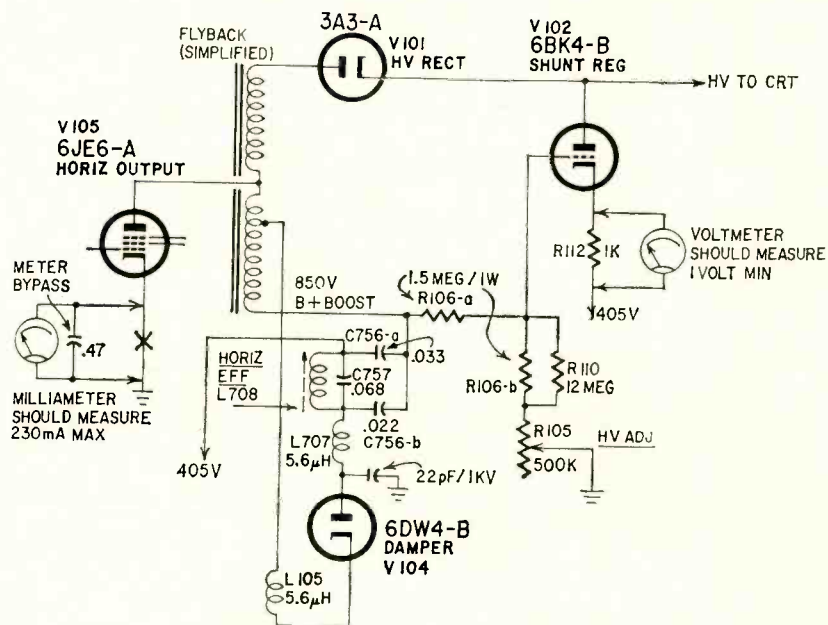 3A3-A
V101
HV RECT
FLYBACK
(SIMPLIFIED)
V102
6BK4-B
SHUNT REG
HV TO CRT
V105
6JE6-A
HORIZ OUTPUT
METER
BYPASS
.47
MILLIAMETER
SHOULD MEASURE
230mA MAX
850V
B+BOOST
1.5 MEG/1W
R106-a
R112
1K
405V
VOLTMETER
SHOULD MEASURE
1 VOLT MIN
C756-a
.033
HORIZ
EFF
L708
C757
.068
.022
C756-b
R106-b
R110
12 MEG
R105
500K
HV ADJ
L707
5.6μH
405V
22pF/1KV
6DW4-B
DAMPER
V104
L105
5.6μH